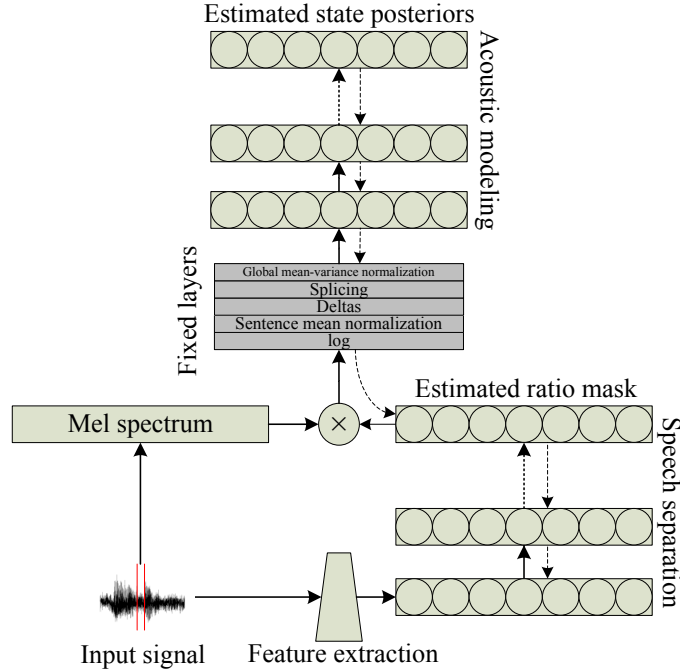 Estimated state posteriors
Acoustic modeling
Fixed layers
Global mean-variance normalization
Splicing
Deltas
Sentence mean normalization
log
Estimated ratio mask
Mel spectrum
×
Speech separation
Input signal
Feature extraction